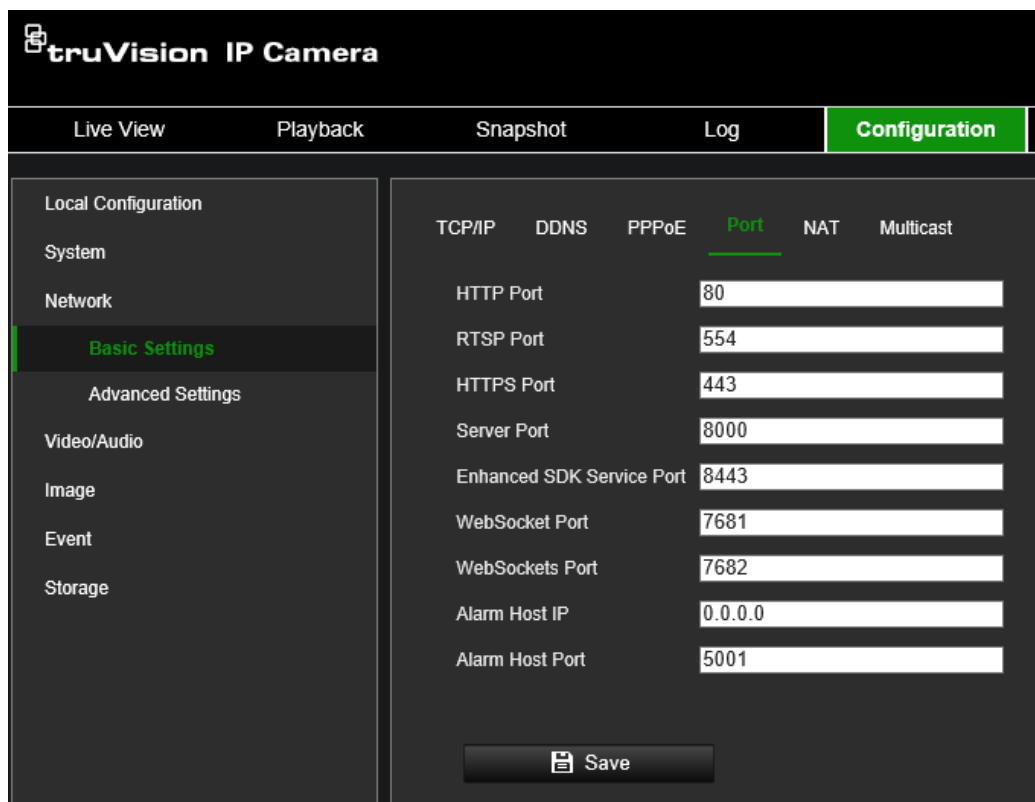 truVision IP Camera
Live View Playback Snapshot Log Configuration
Local Configuration
System
Network
Basic Settings
Advanced Settings
Video/Audio
Image
Event
Storage
TCP/IP DDNS PPPoE Port NAT Multicast
HTTP Port 80
RTSP Port 554
HTTPS Port 443
Server Port 8000
Enhanced SDK Service Port 8443
WebSocket Port 7681
WebSockets Port 7682
Alarm Host IP 0.0.0.0
Alarm Host Port 5001
Save